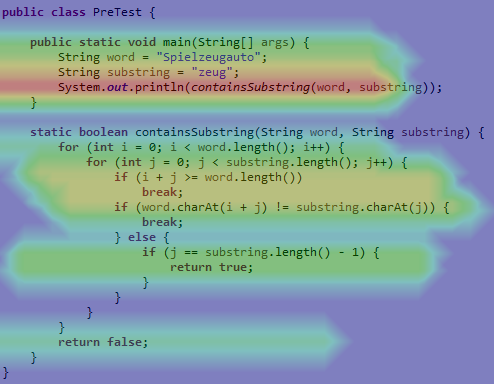 public class PreTest {
    public static void main(String[] args) {
        String word = "Spielzeugauto";
        String substring = "zeug";
        System.out.println(containsSubstring(word, substring));
    }
    static boolean containsSubstring(String word, String substring) {
        for (int i = 0; i < word.length(); i++) {
            for (int j = 0; j < substring.length(); j++) {
                if (i + j >= word.length())
                    break;
                if (word.charAt(i + j) != substring.charAt(j)) {
                    break;
                } else {
                    if (j == substring.length() - 1) {
                        return true;
                    }
                }
            }
        }
        return false;
    }
}